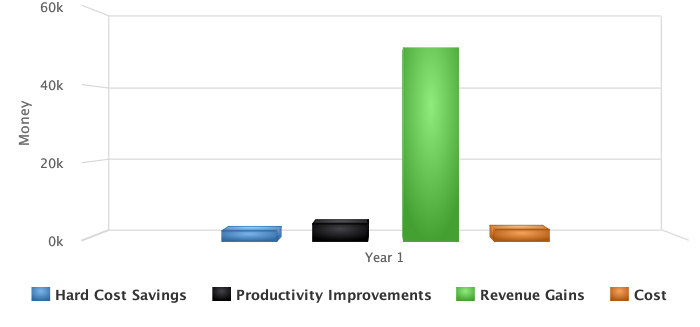 60k
40k
20k
0k
Money
Year 1
Hard Cost Savings Productivity Improvements Revenue Gains Cost